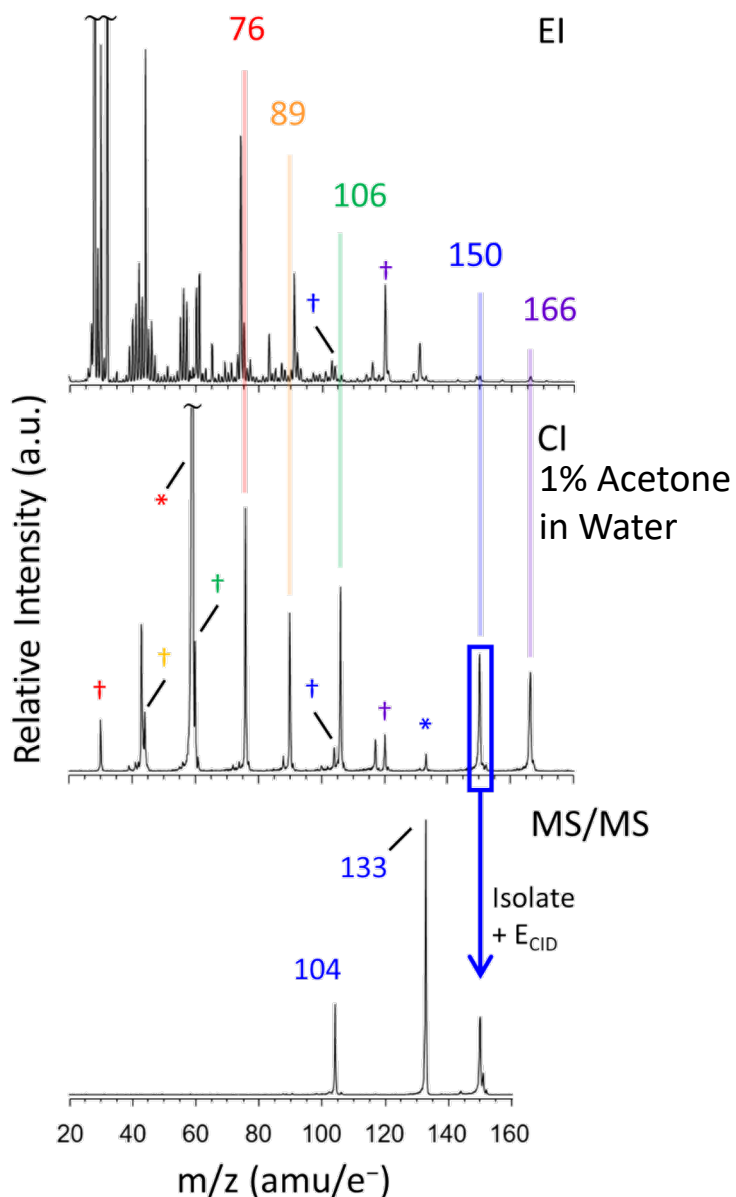 76
EI
89
106
150
†
†
166
CI
1% Acetone
in Water
*
†
†
†
†
†
*
MS/MS
133
Isolate
+ E_CID
104
20 40 60 80 100 120 140 160
m/z (amu/e⁻)
Relative Intensity (a.u.)